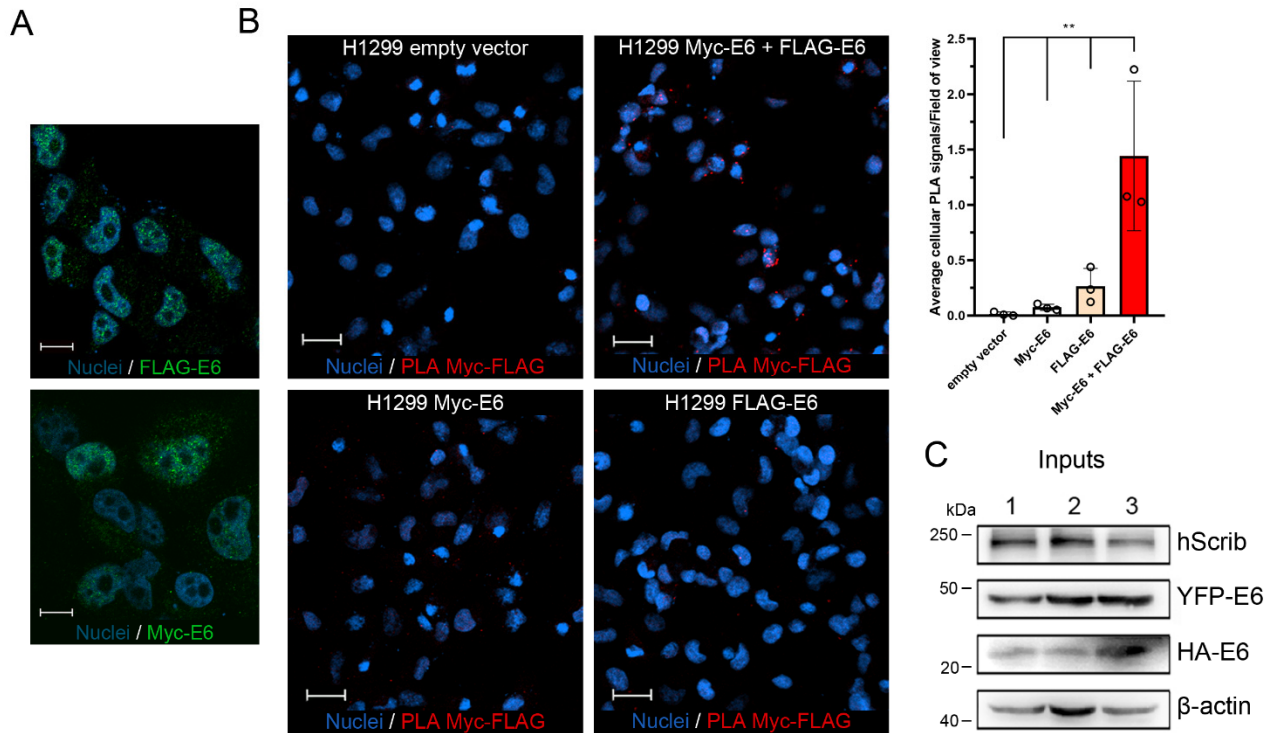 A
Nuclei / FLAG-E6
Nuclei / Myc-E6
B
H1299 empty vector
Nuclei / PLA Myc-FLAG
H1299 Myc-E6 + FLAG-E6
Nuclei / PLA Myc-FLAG
H1299 Myc-E6
Nuclei / PLA Myc-FLAG
H1299 FLAG-E6
Nuclei / PLA Myc-FLAG
**
Average cellular PLA signals/Field of view
2.5
2.0
1.5
1.0
0.5
0.0
empty vector
Myc-E6
FLAG-E6
Myc-E6 + FLAG-E6
C
Inputs
kDa
1 2 3
250
hScrib
50
YFP-E6
20
HA-E6
40
β-actin